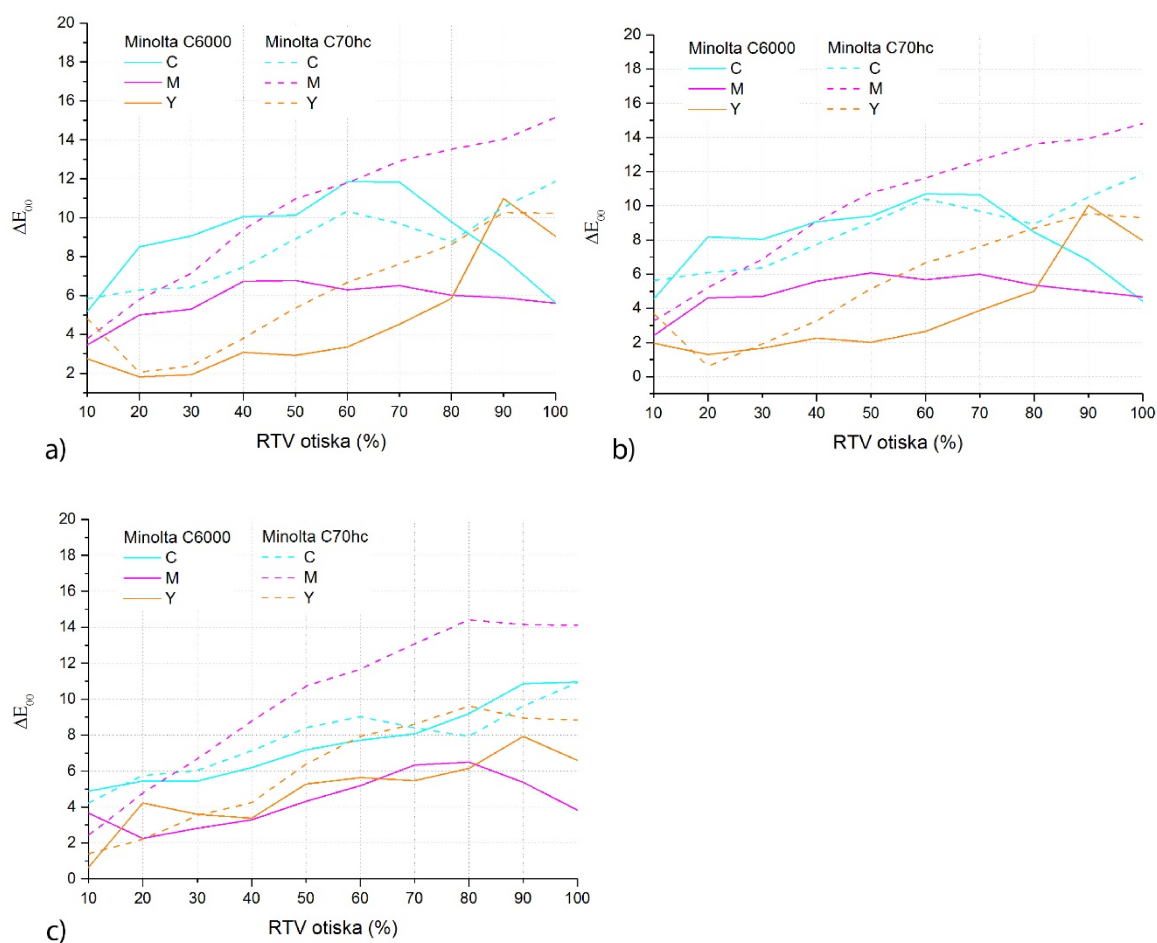 20
18
16
14
12
10
8
6
4
2
ΔE₀₀
Minolta C6000 Minolta C70hc
C C
M M
Y Y
10 20 30 40 50 60 70 80 90 100
RTV otiska (%)
a)
20
18
16
14
12
10
8
6
4
2
0
ΔE₀₀
Minolta C6000 Minolta C70hc
C C
M M
Y Y
10 20 30 40 50 60 70 80 90 100
RTV otiska (%)
b)
20
18
16
14
12
10
8
6
4
2
0
ΔE₀₀
Minolta C6000 Minolta C70hc
C C
M M
Y Y
10 20 30 40 50 60 70 80 90 100
RTV otiska (%)
c)